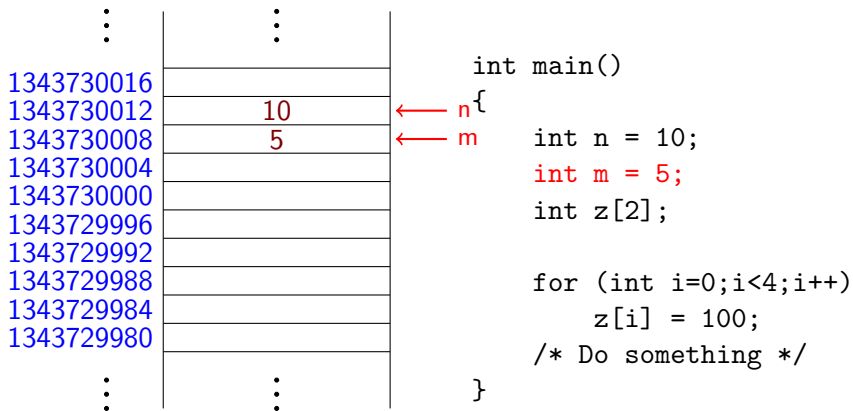 1343730016
1343730012 10 n
1343730008 5 m
1343730004
1343730000
1343729996
1343729992
1343729988
1343729984
1343729980
int main()
{
int n = 10;
int m = 5;
int z[2];
for (int i=0;i<4;i++)
z[i] = 100;
/* Do something */
}